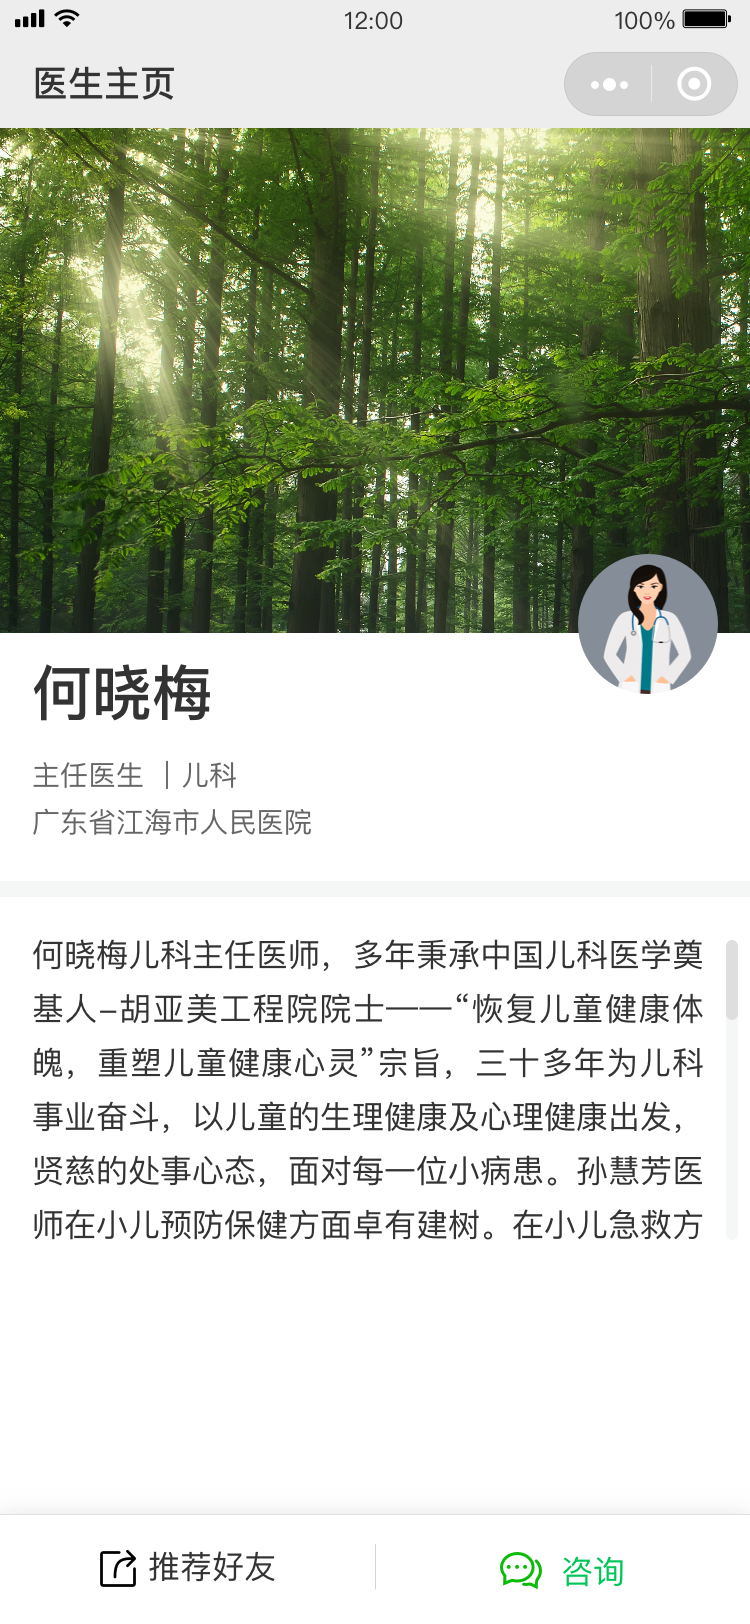 12:00
100%
医生主页
何晓梅
主任医生 | 儿科
广东省江海市人民医院
何晓梅儿科主任医师，多年秉承中国儿科医学奠
基人–胡亚美工程院院士——“恢复儿童健康体
魄，重塑儿童健康心灵”宗旨，三十多年为儿科
事业奋斗，以儿童的生理健康及心理健康出发，
贤慈的处事心态，面对每一位小病患。孙慧芳医
师在小儿预防保健方面卓有建树。在小儿急救方
推荐好友
咨询